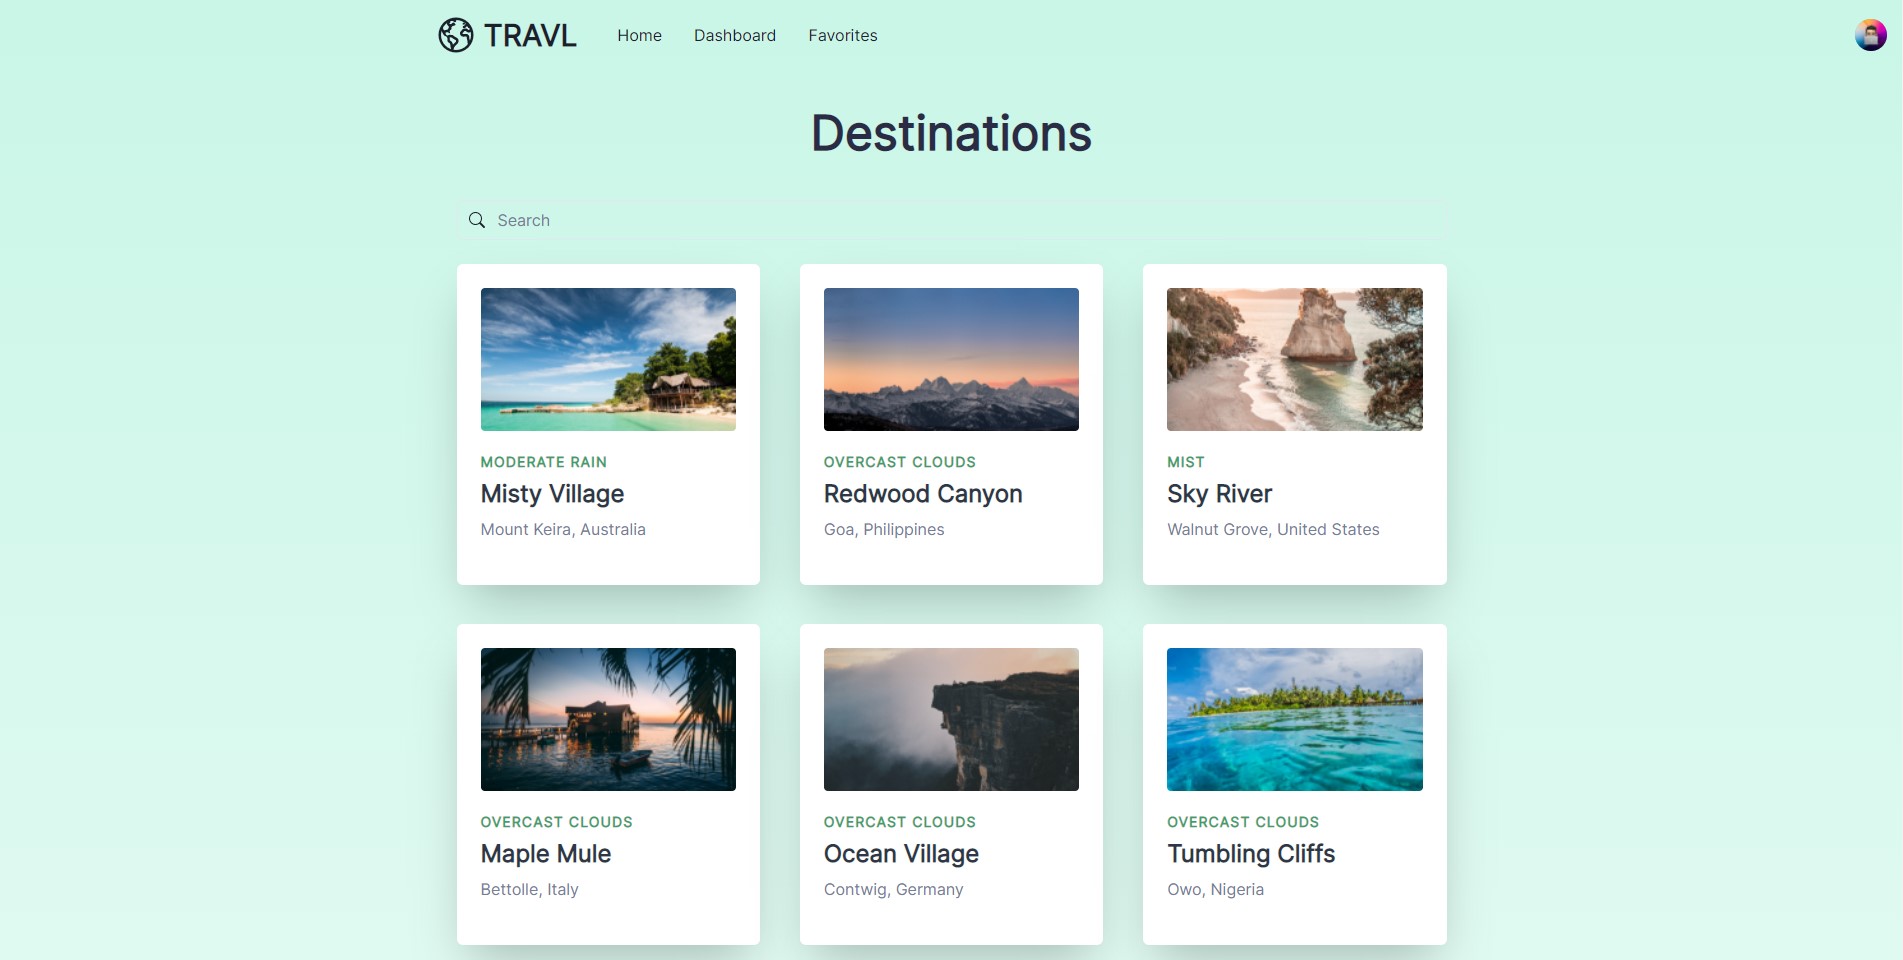 TRAVL
Home
Dashboard
Favorites
Destinations
Search
MODERATE RAIN
Misty Village
Mount Keira, Australia
OVERCAST CLOUDS
Redwood Canyon
Goa, Philippines
MIST
Sky River
Walnut Grove, United States
OVERCAST CLOUDS
Maple Mule
Bettolle, Italy
OVERCAST CLOUDS
Ocean Village
Contwig, Germany
OVERCAST CLOUDS
Tumbling Cliffs
Owo, Nigeria